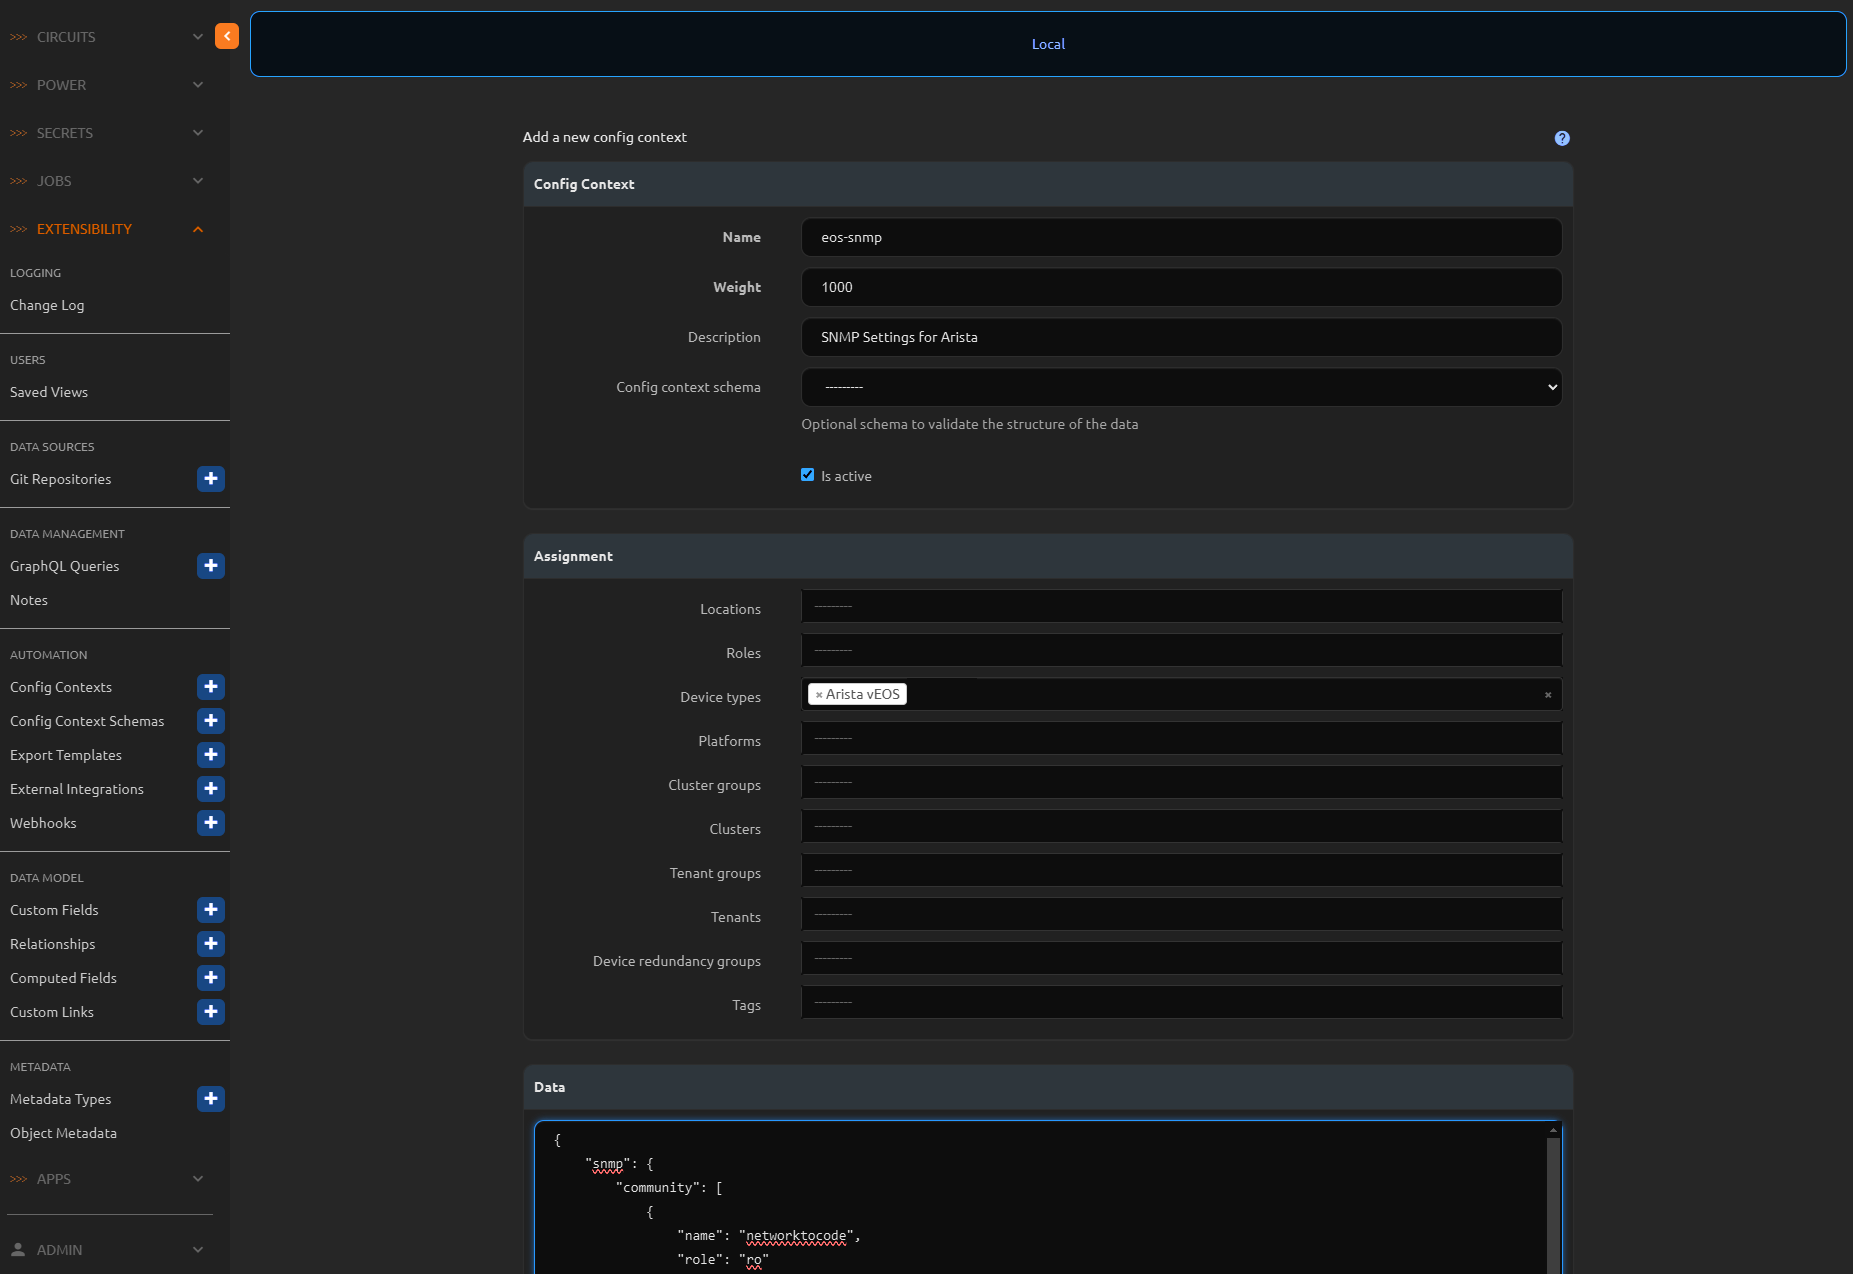 CIRCUITS
POWER
SECRETS
JOBS
EXTENSIBILITY
LOGGING
Change Log
USERS
Saved Views
DATA SOURCES
Git Repositories
DATA MANAGEMENT
GraphQL Queries
Notes
AUTOMATION
Config Contexts
Config Context Schemas
Export Templates
External Integrations
Webhooks
DATA MODEL
Custom Fields
Relationships
Computed Fields
Custom Links
METADATA
Metadata Types
Object Metadata
APPS
ADMIN
Local
Add a new config context
?
Config Context
Name
eos-snmp
Weight
1000
Description
SNMP Settings for Arista
Config context schema
---------
Optional schema to validate the structure of the data
Is active
Assignment
Locations
---------
Roles
---------
Device types
× Arista vEOS
×
Platforms
---------
Cluster groups
---------
Clusters
---------
Tenant groups
---------
Tenants
---------
Device redundancy groups
---------
Tags
---------
Data
{
"snmp": {
"community": [
{
"name": "networktocode",
"role": "ro"